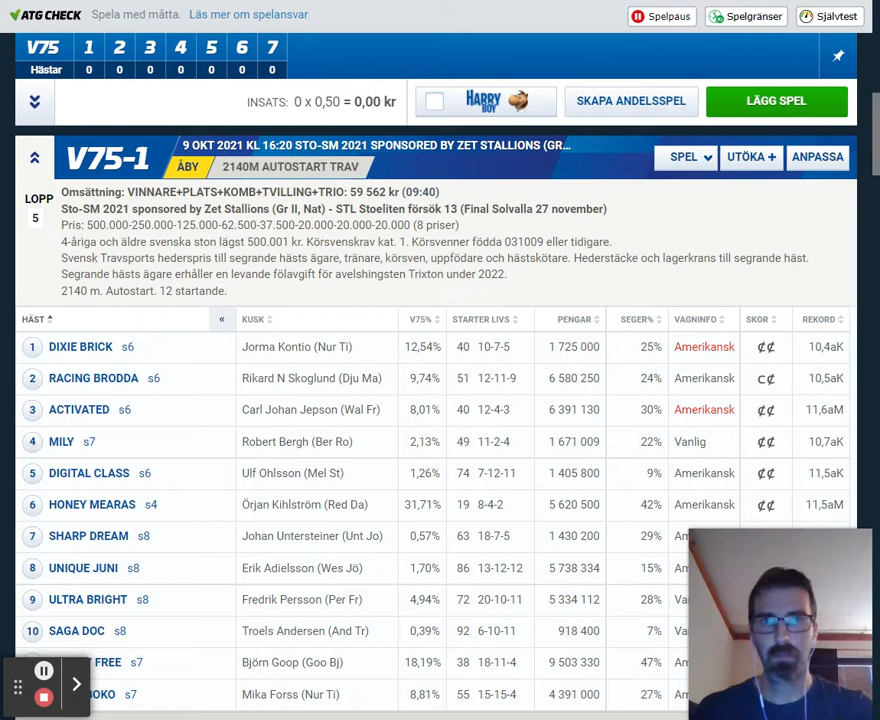 ATG CHECK Spela med måtta. Läs mer om spelansvar Spelpaus Spelgränser Självtest
V75 1 2 3 4 5 6 7
Hästar 0 0 0 0 0 0 0
INSATS: 0 x 0,50 = 0,00 kr HARRY BOY SKAPA ANDELSSPEL LÄGG SPEL
V75-1 9 OKT 2021 KL 16:20 STO-SM 2021 SPONSORED BY ZET STALLIONS (GR...
ÅBY 2140M AUTOSTART TRAV SPEL UTÖKA + ANPASSA
LOPP 5
Omsättning: VINNARE+PLATS+KOMB+TVILLING+TRIO: 59 562 kr (09:40)
Sto-SM 2021 sponsored by Zet Stallions (Gr II, Nat) - STL Stoeliten försök 13 (Final Solvalla 27 november)
Pris: 500.000-250.000-125.000-62.500-37.500-20.000-20.000-20.000 (8 priser)
4-åriga och äldre svenska ston lägst 500.001 kr. Körsvenskrav kat. 1. Körsvenner födda 031009 eller tidigare.
Svensk Travsports hederspris till segrande hästs ägare, tränare, körsven, uppfödare och hästskötare. Hederstäcke och lagerkrans till segrande häst.
Segrande hästs ägare erhåller en levande fölavgift för avelshingsten Trixton under 2022.
2140 m. Autostart. 12 startande.
HÄST « KUSK V75% STARTER LIVS PENGAR SEGER% VAGNINFO SKOR REKORD
1 DIXIE BRICK s6 Jorma Kontio (Nur Ti) 12,54% 40 10-7-5 1 725 000 25% Amerikansk ȼȼ 10,4aK
2 RACING BRODDA s6 Rikard N Skoglund (Dju Ma) 9,74% 51 12-11-9 6 580 250 24% Amerikansk cȼ 10,5aK
3 ACTIVATED s6 Carl Johan Jepson (Wal Fr) 8,01% 40 12-4-3 6 391 130 30% Amerikansk ȼȼ 11,6aM
4 MILY s7 Robert Bergh (Ber Ro) 2,13% 49 11-2-4 1 671 009 22% Vanlig ȼȼ 10,7aK
5 DIGITAL CLASS s6 Ulf Ohlsson (Mel St) 1,26% 74 7-12-11 1 405 800 9% Amerikansk ȼȼ 11,5aK
6 HONEY MEARAS s4 Örjan Kihlström (Red Da) 31,71% 19 8-4-2 5 620 500 42% Amerikansk ȼȼ 11,5aM
7 SHARP DREAM s8 Johan Untersteiner (Unt Jo) 0,57% 63 18-7-5 1 430 200 29% Am
8 UNIQUE JUNI s8 Erik Adielsson (Wes Jö) 1,70% 86 13-12-12 5 738 334 15%
9 ULTRA BRIGHT s8 Fredrik Persson (Per Fr) 4,94% 72 20-10-11 5 334 112 28%
10 SAGA DOC s8 Troels Andersen (And Tr) 0,39% 92 6-10-11 918 400 7%
FREE s7 Björn Goop (Goo Bj) 18,19% 38 18-11-4 9 503 330 47%
s7 Mika Forss (Nur Ti) 8,81% 55 15-15-4 4 391 000 27%